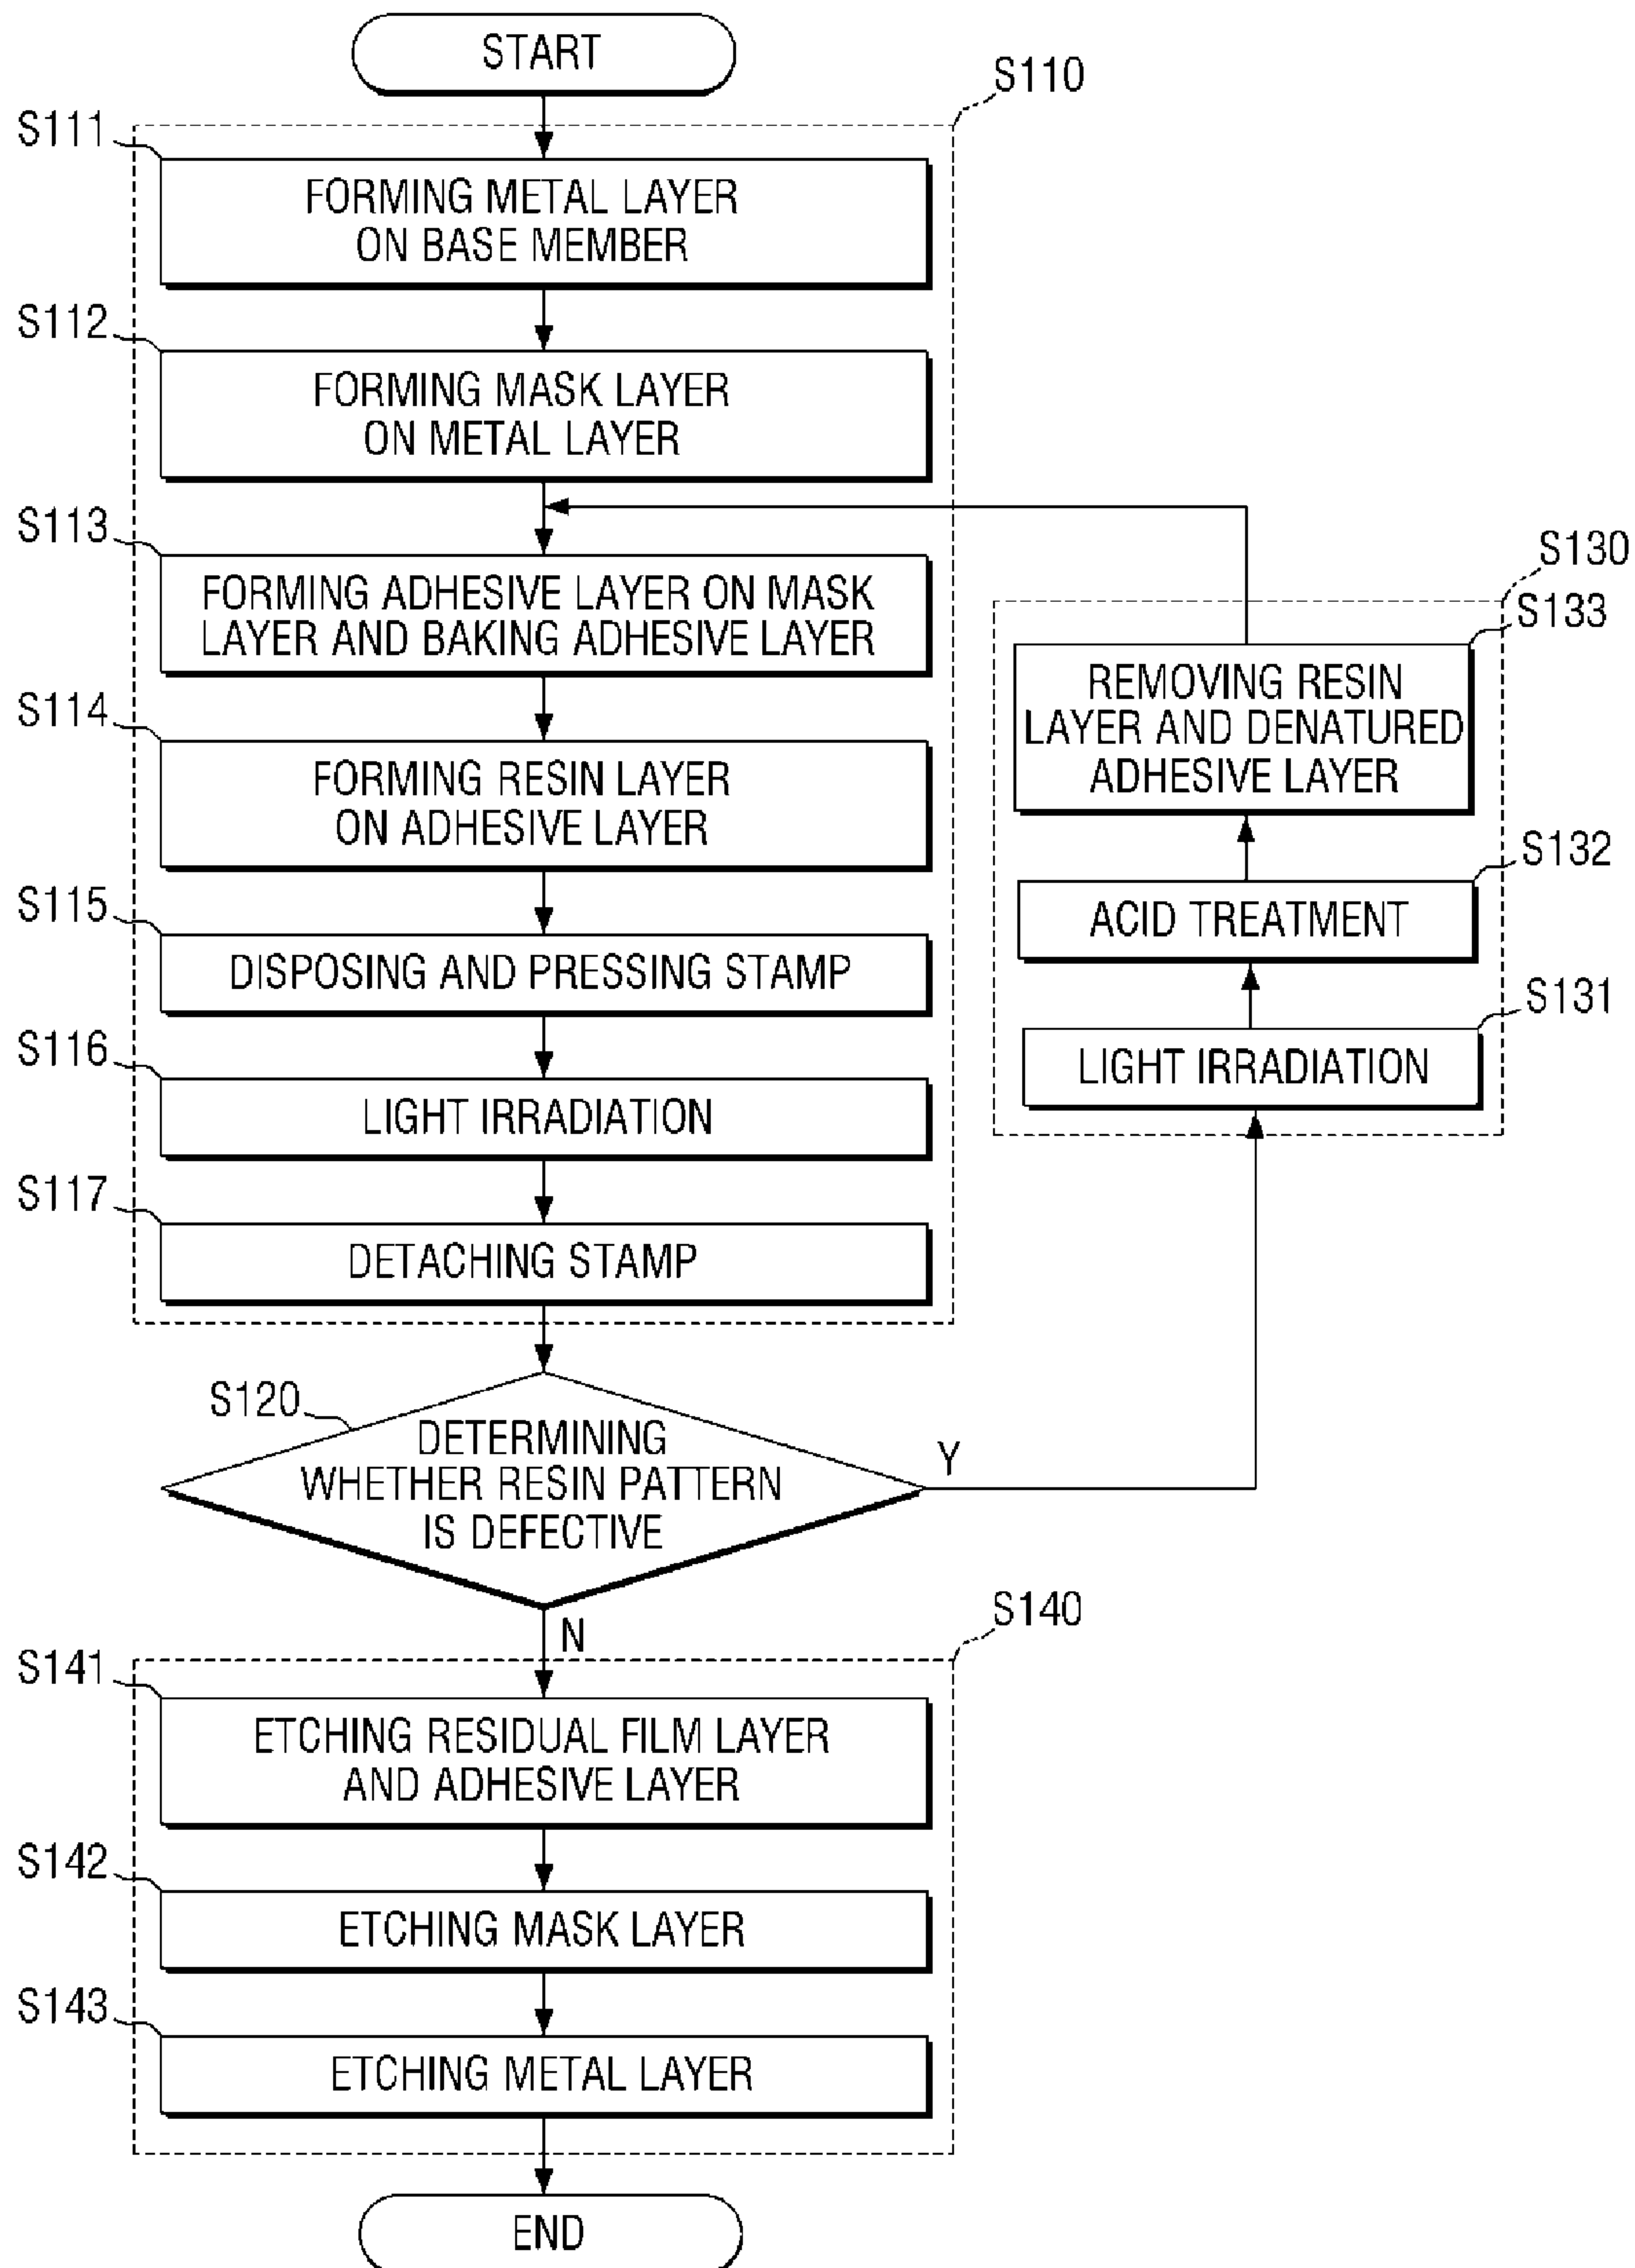 START
S110
S111
FORMING METAL LAYER
ON BASE MEMBER
S112
FORMING MASK LAYER
ON METAL LAYER
S113
FORMING ADHESIVE LAYER ON MASK
LAYER AND BAKING ADHESIVE LAYER
S114
FORMING RESIN LAYER
ON ADHESIVE LAYER
S115
DISPOSING AND PRESSING STAMP
S116
LIGHT IRRADIATION
S117
DETACHING STAMP
S120
DETERMINING
WHETHER RESIN PATTERN
IS DEFECTIVE
Y
N
S130
S133
REMOVING RESIN
LAYER AND DENATURED
ADHESIVE LAYER
S132
ACID TREATMENT
S131
LIGHT IRRADIATION
S140
S141
ETCHING RESIDUAL FILM LAYER
AND ADHESIVE LAYER
S142
ETCHING MASK LAYER
S143
ETCHING METAL LAYER
END